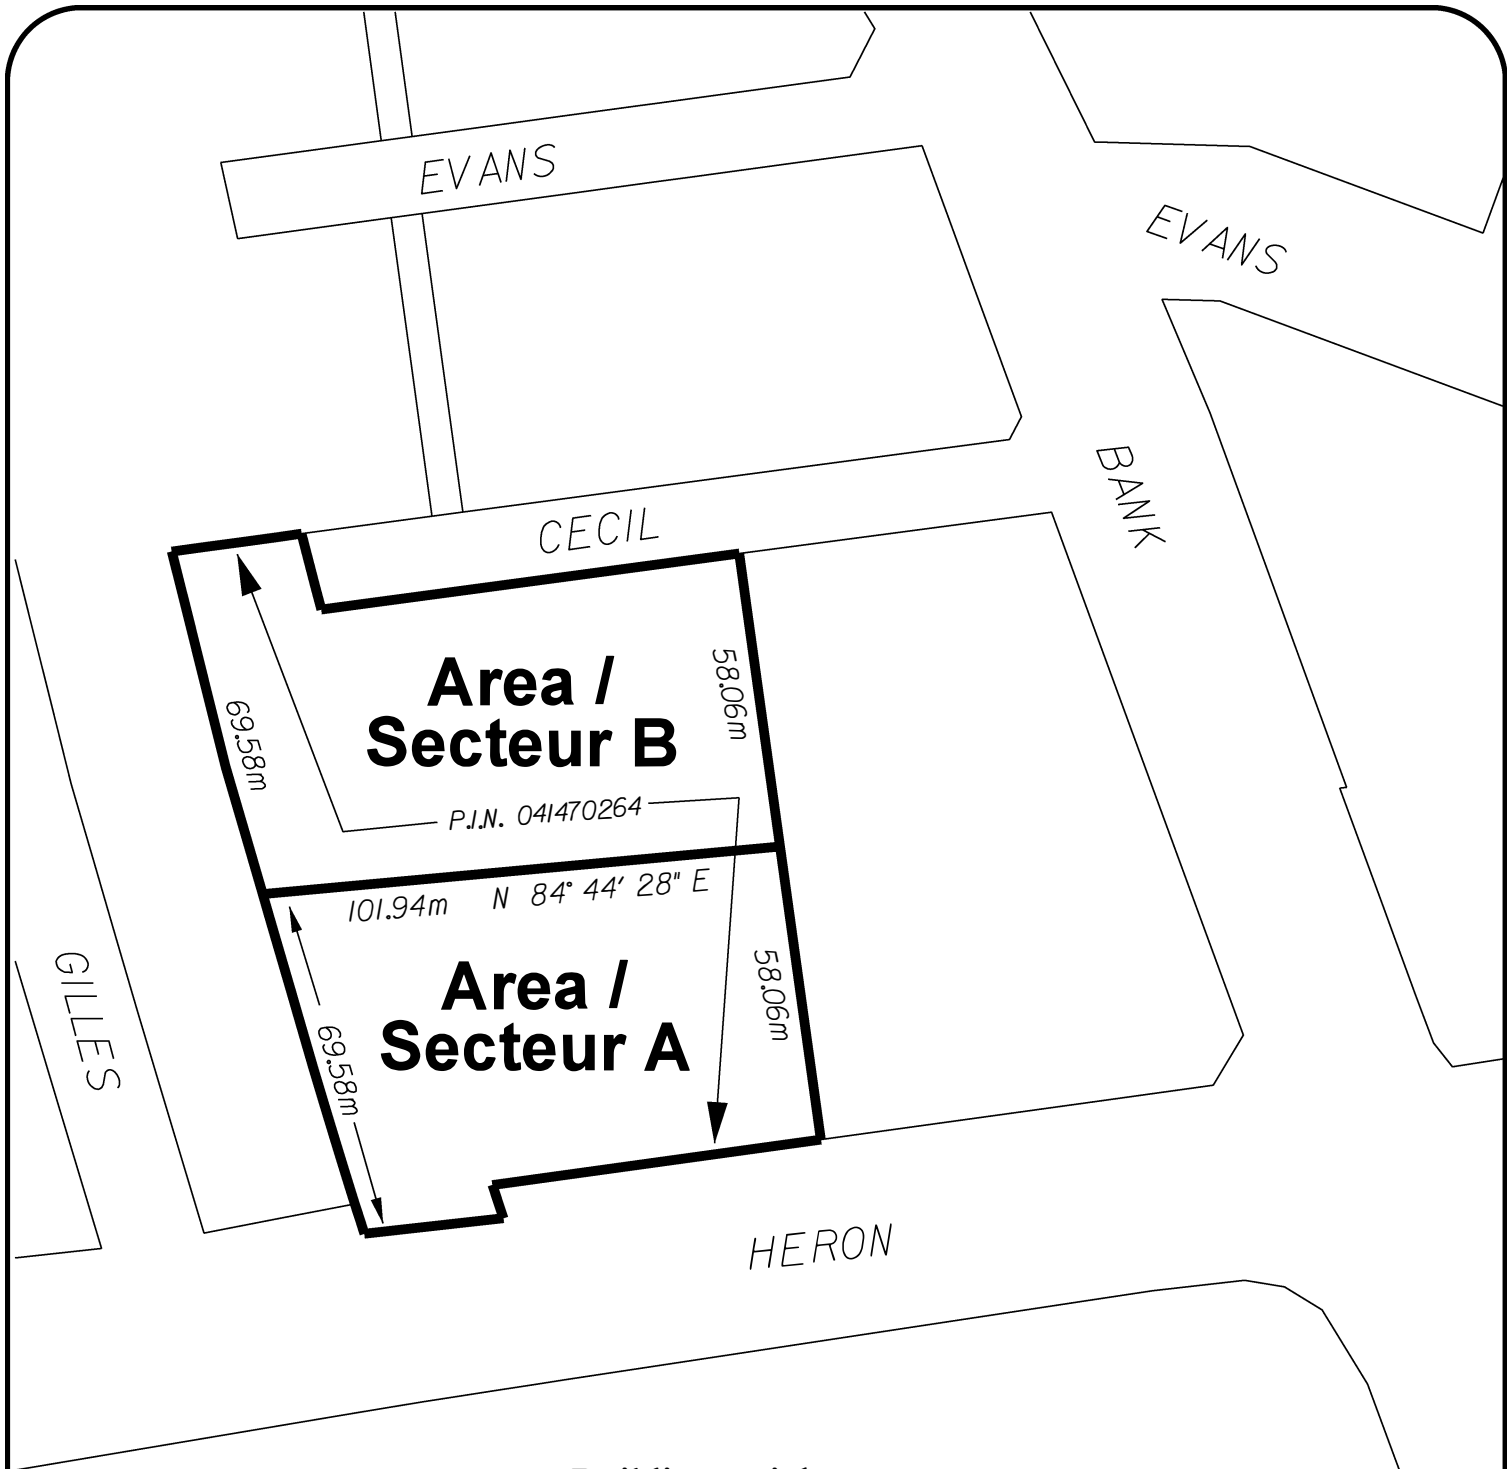 EVANS
EVANS
BANK
CECIL
Area /
Secteur B
58.06m
69.58m
P.I.N. 041470264
101.94m N 84° 44' 28" E
Area /
Secteur A
58.06m
69.58m
GILLES
HERON